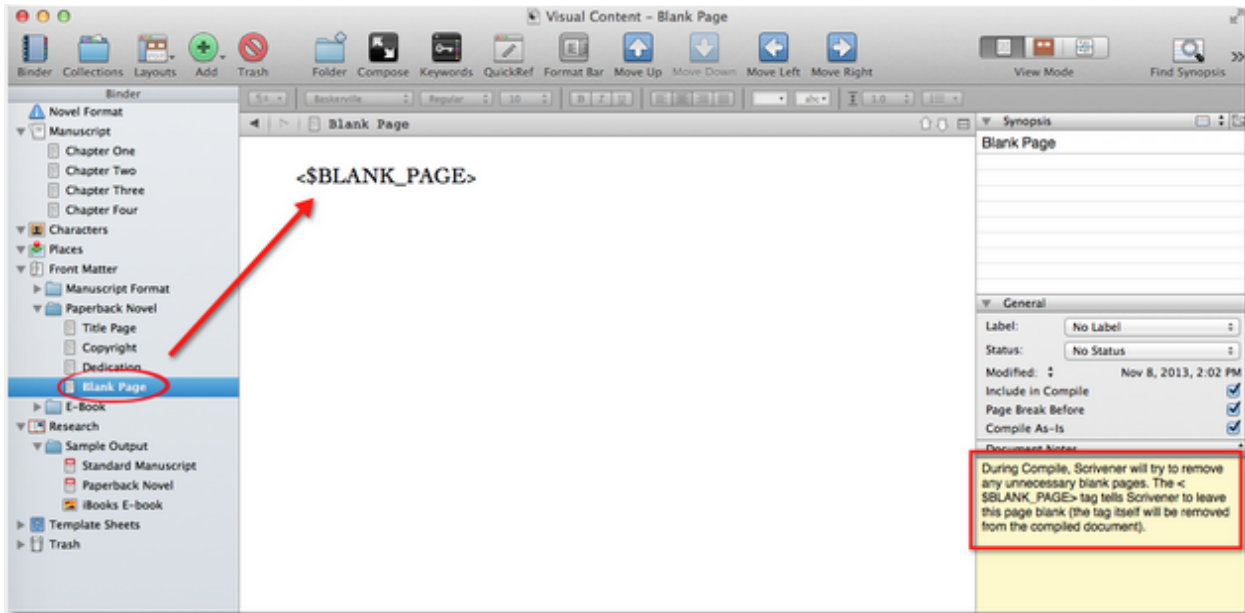 Visual Content – Blank Page
Binder Collections Layouts Add Trash Folder Compose Keywords QuickRef Format Bar Move Up Move Down Move Left Move Right View Mode Find Synopsis
Binder
Baskerville Regular 10 B I U abc 1.0
Novel Format
Manuscript
Chapter One
Chapter Two
Chapter Three
Chapter Four
Characters
Places
Front Matter
Manuscript Format
Paperback Novel
Title Page
Copyright
Dedication
Blank Page
E-Book
Research
Sample Output
Standard Manuscript
Paperback Novel
iBooks E-book
Template Sheets
Trash
Blank Page
<$BLANK_PAGE>
Synopsis
Blank Page
General
Label: No Label
Status: No Status
Modified: Nov 8, 2013, 2:02 PM
Include in Compile
Page Break Before
Compile As-Is
Document Notes
During Compile, Scrivener will try to remove
any unnecessary blank pages. The <
$BLANK_PAGE> tag tells Scrivener to leave
this page blank (the tag itself will be removed
from the compiled document).